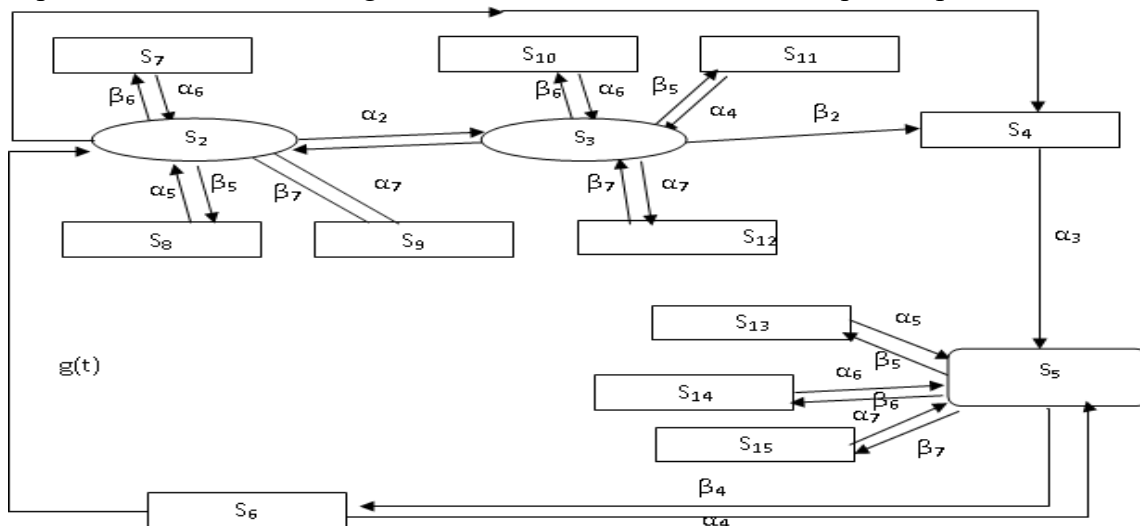 S₇
S₁₀
S₁₁
β₆
α₆
β₆
α₆
β₅
α₄
S₂
α₂
S₃
β₂
S₄
α₅
β₅
β₇
α₇
β₇
α₇
S₈
S₉
S₁₂
α₃
S₁₃
α₅
β₅
g(t)
S₅
α₆
S₁₄
β₆
α₇
S₁₅
β₇
β₄
S₆
α₄